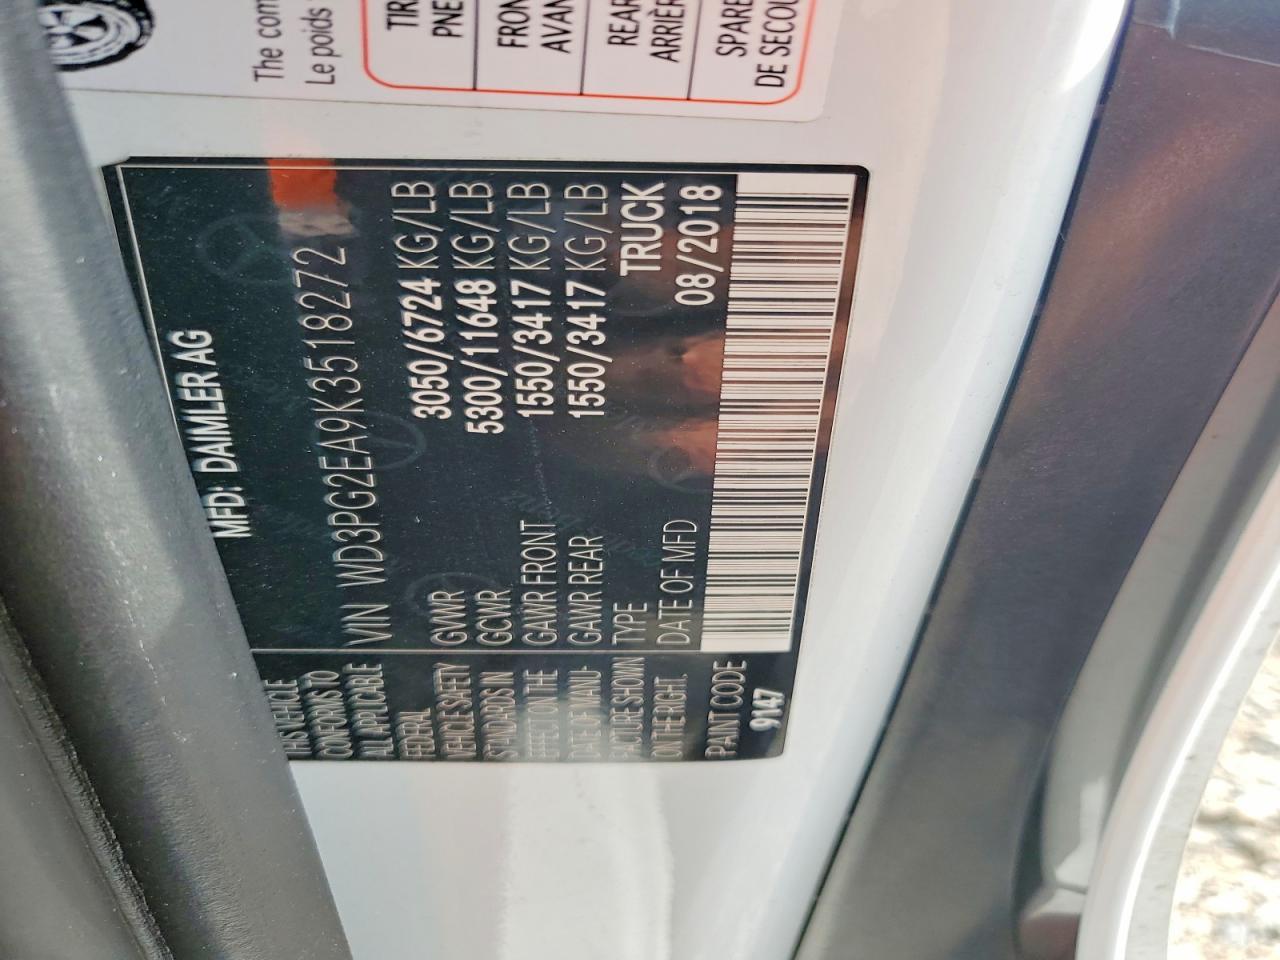 The com
Le poids
TIR
PNE
FRON
AVAN
REAR
ARRIÈR
SPARE
DE SECOU
MFD: DAIMLER AG
VIN WD3PG2EA9K3518272
GVWR 3050/6724 KG/LB
GCWR 5300/11648 KG/LB
GAWR FRONT 1550/3417 KG/LB
GAWR REAR 1550/3417 KG/LB
TYPE TRUCK
DATE OF MFD 08/2018
THIS VEHICLE
CONFORMS TO
ALL APPLICABLE
FEDERAL
VEHICLE SAFETY
STANDARDS IN
EFFECT ON THE
DATE OF MANU-
FACTURE SHOWN
ON THE RIGHT.
PAINT CODE
9147